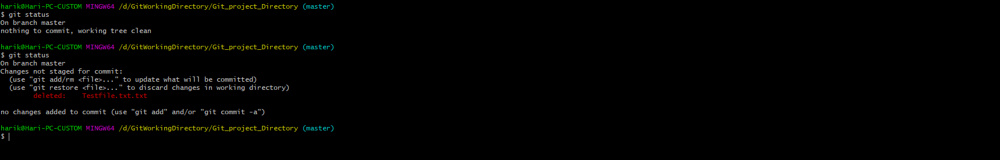 harik@Hari-PC-CUSTOM MINGW64 /d/GitWorkingDirectory/Git_project_Directory (master)
$ git status
On branch master
nothing to commit, working tree clean
harik@Hari-PC-CUSTOM MINGW64 /d/GitWorkingDirectory/Git_project_Directory (master)
$ git status
On branch master
Changes not staged for commit:
  (use "git add/rm <file>..." to update what will be committed)
  (use "git restore <file>..." to discard changes in working directory)
        deleted:    Testfile.txt.txt
no changes added to commit (use "git add" and/or "git commit -a")
harik@Hari-PC-CUSTOM MINGW64 /d/GitWorkingDirectory/Git_project_Directory (master)
$